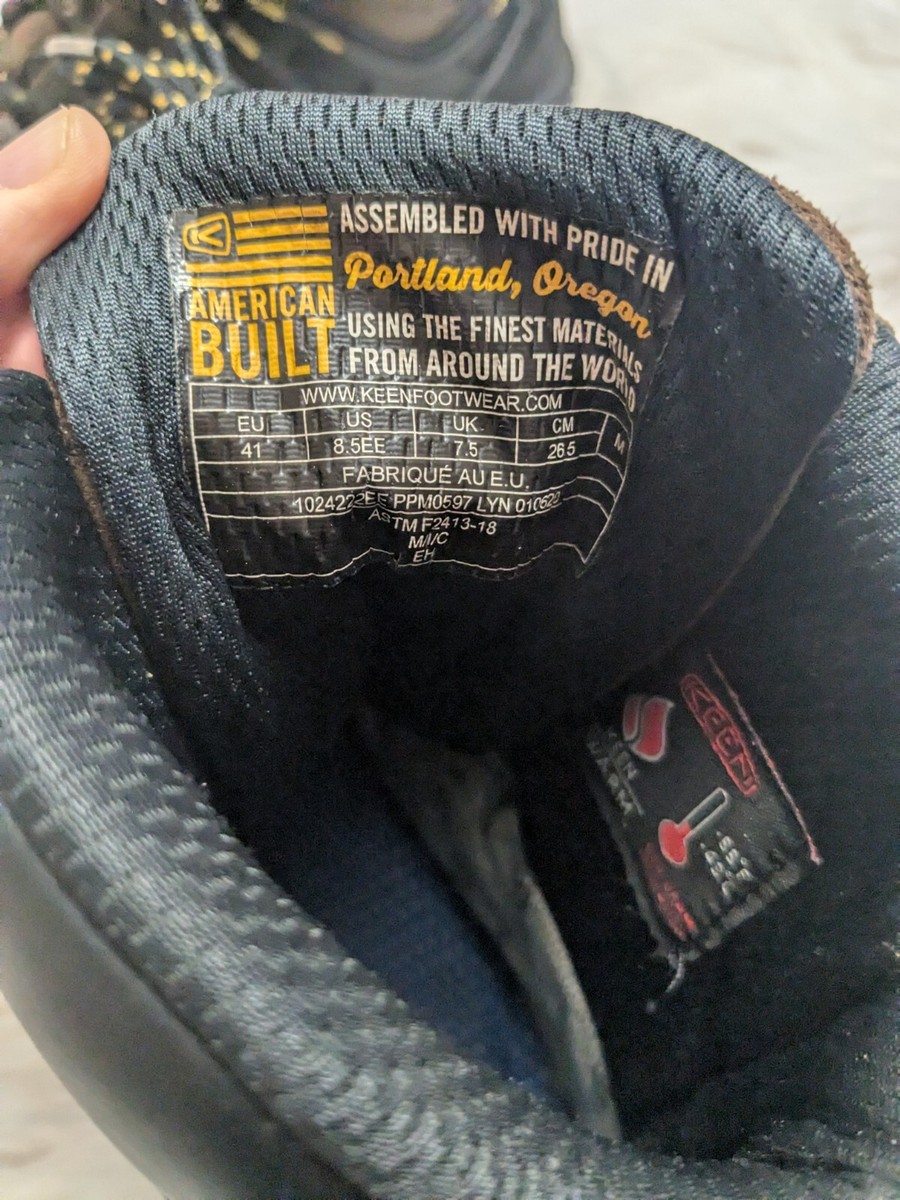 ASSEMBLED WITH PRIDE IN
Portland, Oregon
AMERICAN
BUILT
USING THE FINEST MATERIALS
FROM AROUND THE WORLD
WWW.KEENFOOTWEAR.COM
EU US UK CM M
41 8.5EE 7.5 26.5
FABRIQUÉ AU E.U.
1024222EE PPM0597 LYN 010622
ASTM F2413-18
M/I/C
EH
KEEN